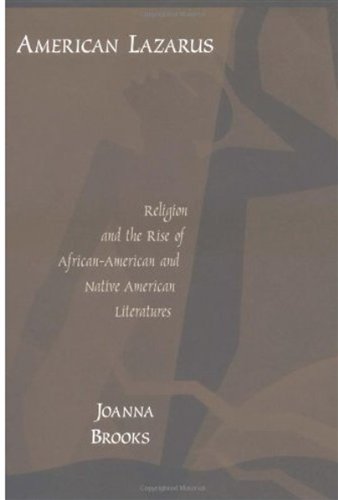 American Lazarus
Religion
and the Rise of
African-American and
Native American
Literatures
Joanna
Brooks